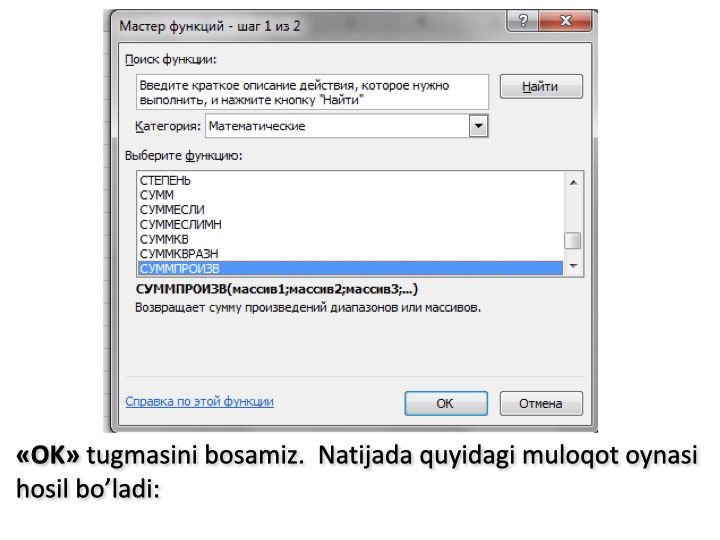 Мастер функций - шаг 1 из 2
Поиск функции:
Введите краткое описание действия, которое нужно
выполнить, и нажмите кнопку "Найти"
Найти
Категория: Математические
Выберите функцию:
СТЕПЕНЬ
СУММ
СУММЕСЛИ
СУММЕСЛИМН
СУММКВ
СУММКВРАЗН
СУММПРОИЗВ
СУММПРОИЗВ(массив1;массив2;массив3;...)
Возвращает сумму произведений диапазонов или массивов.
Справка по этой функции
ОК
Отмена
«OK» tugmasini bosamiz.  Natijada quyidagi muloqot oynasi
hosil bo’ladi: